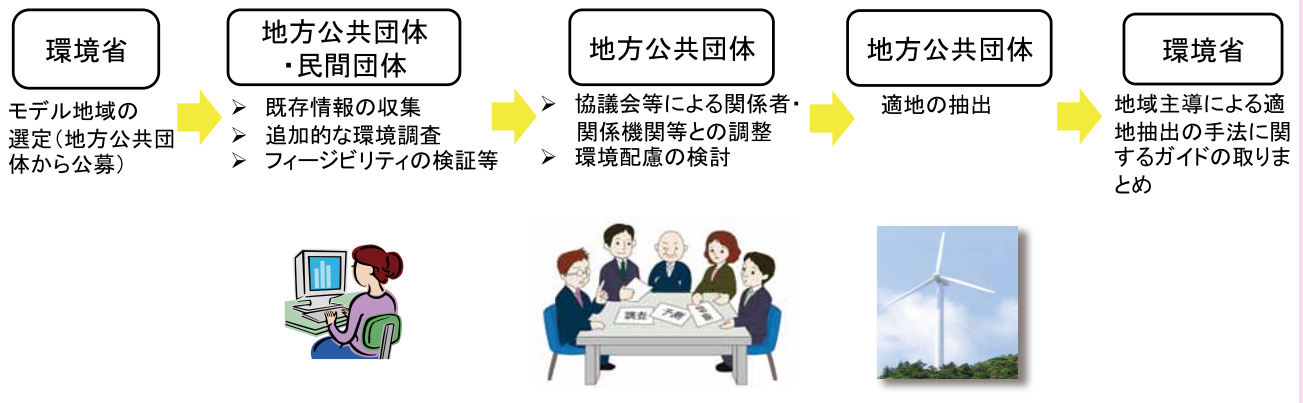 環境省
モデル地域の
選定(地方公共団
体から公募)
地方公共団体
・民間団体
➢ 既存情報の収集
➢ 追加的な環境調査
➢ フィージビリティの検証等
地方公共団体
➢ 協議会等による関係者・
関係機関等との調整
➢ 環境配慮の検討
調査
予測
評価
地方公共団体
適地の抽出
環境省
地域主導による適
地抽出の手法に関
するガイドの取りま
とめ